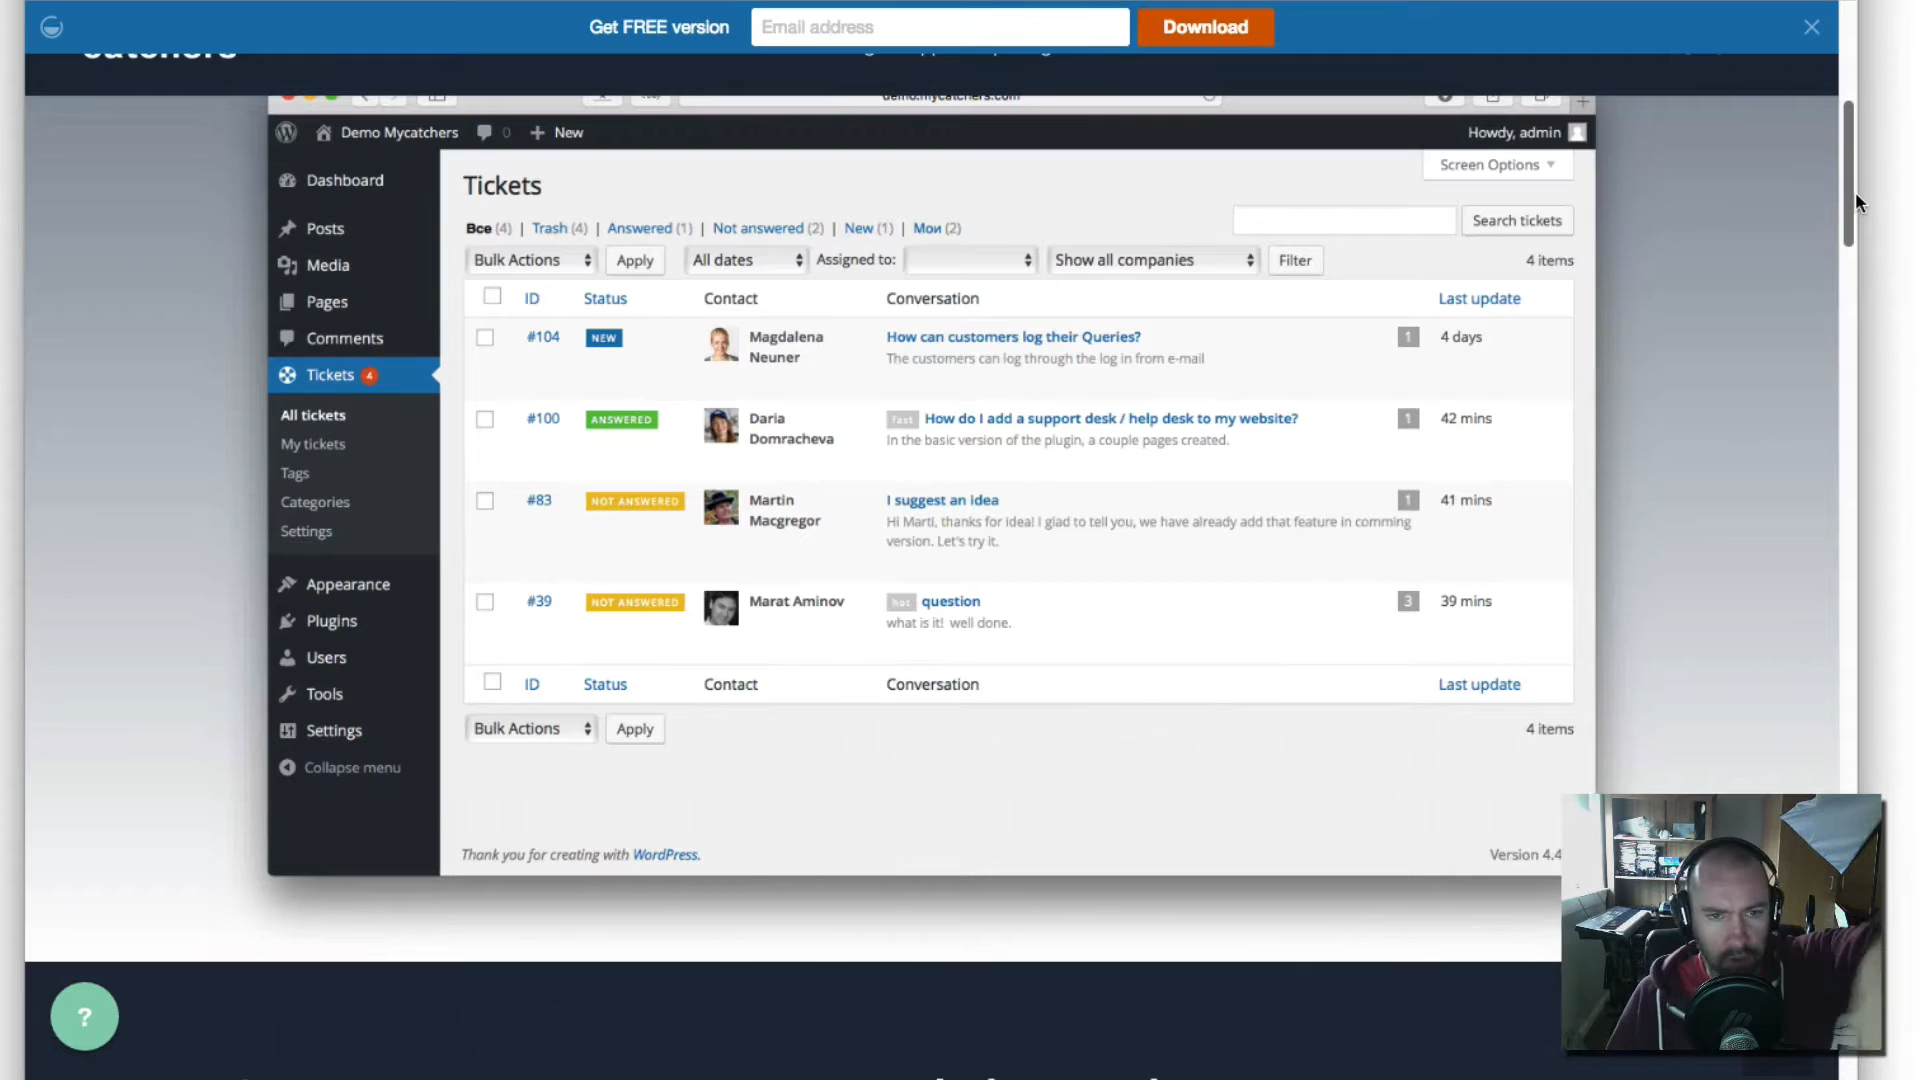 Get FREE version Email address Download
catchers
demo.mycatchers.com
Demo Mycatchers 0 New Howdy, admin
Screen Options
Dashboard
Posts
Media
Pages
Comments
Tickets 4
All tickets
My tickets
Tags
Categories
Settings
Appearance
Plugins
Users
Tools
Settings
Collapse menu
Tickets
Все (4) | Trash (4) | Answered (1) | Not answered (2) | New (1) | Мои (2)
Search tickets
Bulk Actions Apply All dates Assigned to: Show all companies Filter 4 items
ID Status Contact Conversation Last update
#104 NEW Magdalena Neuner How can customers log their Queries? 1 4 days
The customers can log through the log in from e-mail
#100 ANSWERED Daria Domracheva fast How do I add a support desk / help desk to my website? 1 42 mins
In the basic version of the plugin, a couple pages created.
#83 NOT ANSWERED Martin Macgregor I suggest an idea 1 41 mins
Hi Marti, thanks for idea! I glad to tell you, we have already add that feature in comming
version. Let's try it.
#39 NOT ANSWERED Marat Aminov hot question 3 39 mins
what is it! well done.
ID Status Contact Conversation Last update
Bulk Actions Apply 4 items
Thank you for creating with WordPress. Version 4.4
?